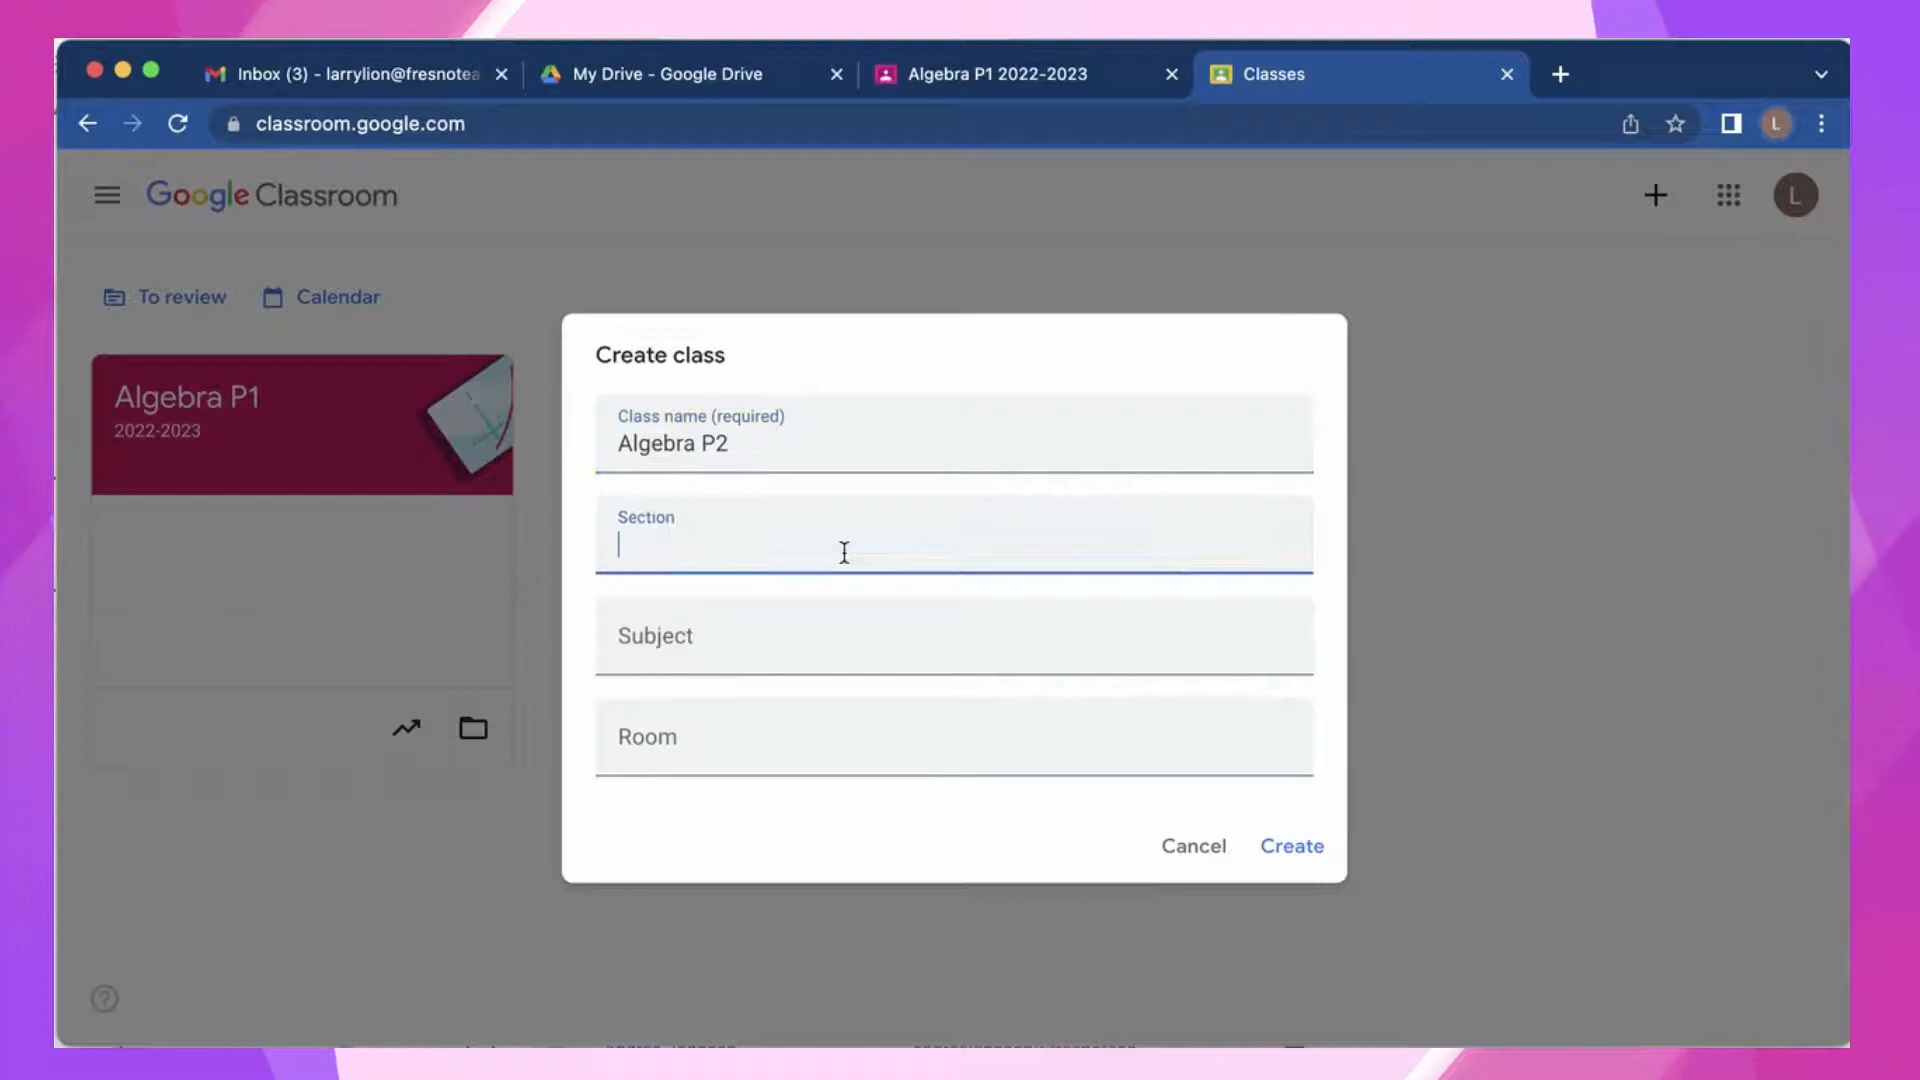 Inbox (3) - larrylion@fresnotea
My Drive - Google Drive
Algebra P1 2022-2023
Classes
classroom.google.com
L
Google Classroom
L
To review
Calendar
Algebra P1
2022-2023
Create class
Class name (required)
Algebra P2
Section
Subject
Room
Cancel
Create